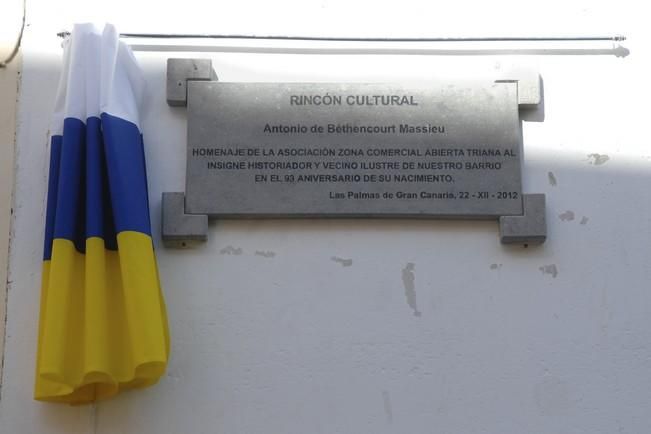 RINCÓN CULTURAL
Antonio de Béthencourt Massieu
HOMENAJE DE LA ASOCIACIÓN ZONA COMERCIAL ABIERTA TRIANA AL
INSIGNE HISTORIADOR Y VECINO ILUSTRE DE NUESTRO BARRIO
EN EL 93 ANIVERSARIO DE SU NACIMIENTO.
Las Palmas de Gran Canaria, 22 - XII - 2012